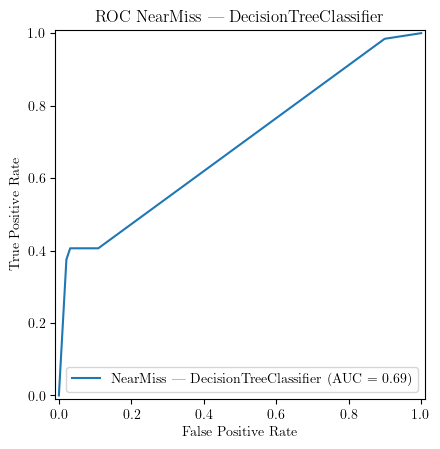 ROC NearMiss — DecisionTreeClassifier
1.0
0.8
0.6
0.4
0.2
0.0
True Positive Rate
NearMiss — DecisionTreeClassifier (AUC = 0.69)
0.0 0.2 0.4 0.6 0.8 1.0
False Positive Rate